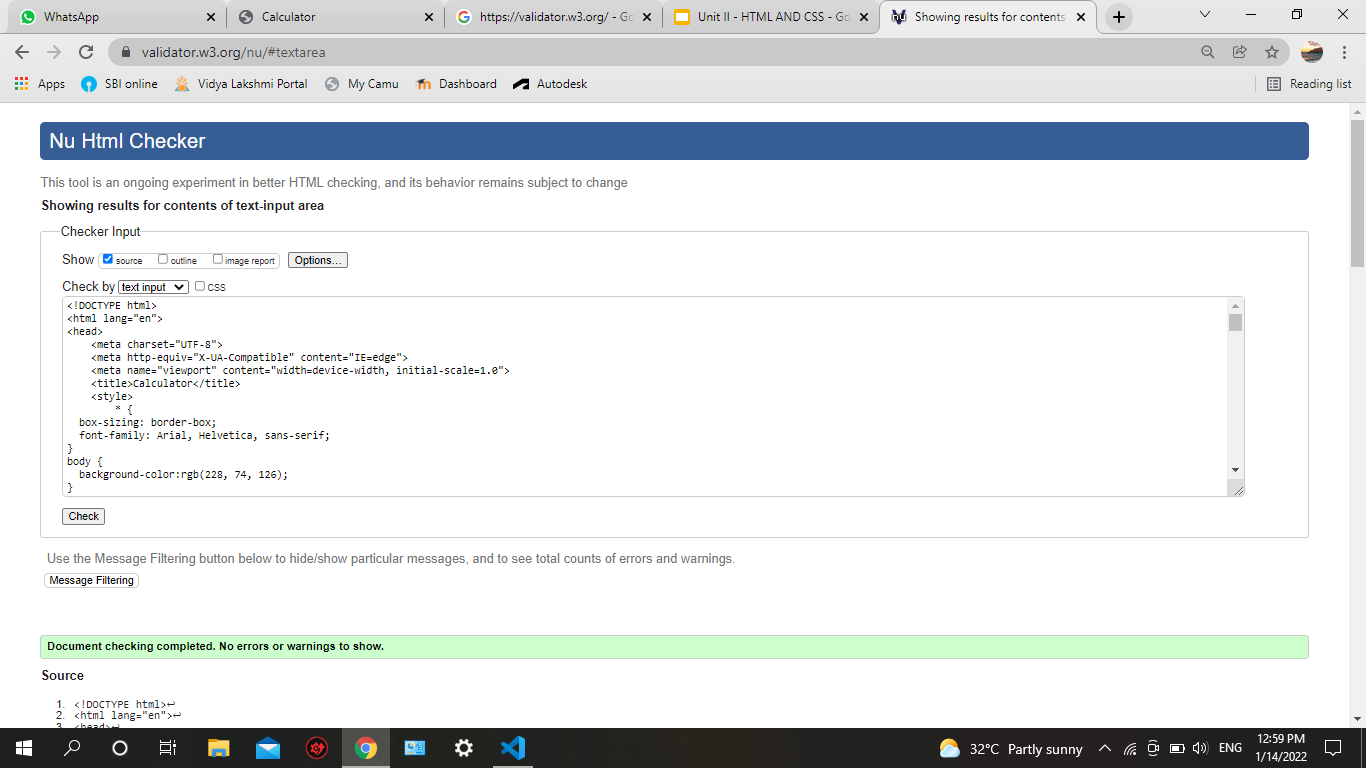 WhatsApp
Calculator
https://validator.w3.org/ - Go
Unit II - HTML AND CSS - Go
Showing results for contents
validator.w3.org/nu/#textarea
Apps
SBI online
Vidya Lakshmi Portal
My Camu
Dashboard
Autodesk
Reading list
Nu Html Checker
This tool is an ongoing experiment in better HTML checking, and its behavior remains subject to change
Showing results for contents of text-input area
Checker Input
Show source outline image report Options...
Check by text input css
<!DOCTYPE html>
<html lang="en">
<head>
    <meta charset="UTF-8">
    <meta http-equiv="X-UA-Compatible" content="IE=edge">
    <meta name="viewport" content="width=device-width, initial-scale=1.0">
    <title>Calculator</title>
    <style>
        * {
  box-sizing: border-box;
  font-family: Arial, Helvetica, sans-serif;
}
body {
  background-color:rgb(228, 74, 126);
}
Check
Use the Message Filtering button below to hide/show particular messages, and to see total counts of errors and warnings.
Message Filtering
Document checking completed. No errors or warnings to show.
Source
1. <!DOCTYPE html>↩
2. <html lang="en">↩
3. <head>↩
32°C Partly sunny
ENG
12:59 PM
1/14/2022